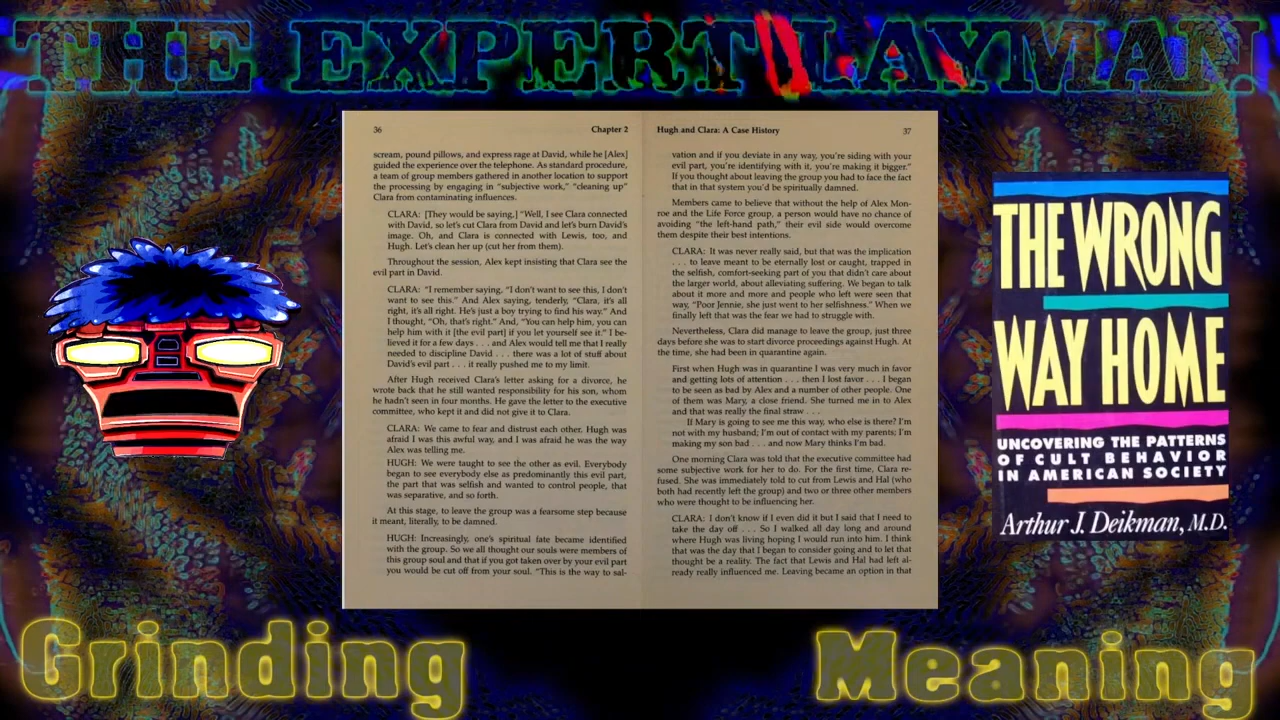 THE EXPERT LAYMAN
36
Chapter 2
scream, pound pillows, and express rage at David, while he [Alex]
guided the experience over the telephone. As standard procedure,
a team of group members gathered in another location to support
the processing by engaging in "subjective work," "cleaning up"
Clara from contaminating influences.
CLARA: [They would be saying,] "Well, I see Clara connected
with David, so let's cut Clara from David and let's burn David's
image. Oh, and Clara is connected with Lewis, too, and
Hugh. Let's clean her up (cut her from them).
Throughout the session, Alex kept insisting that Clara see the
evil part in David.
CLARA: "I remember saying, "I don't want to see this, I don't
want to see this." And Alex saying, tenderly, "Clara, it's all
right, it's all right. He's just a boy trying to find his way." And
I thought, "Oh, that's right." And, "You can help him, you can
help him with it [the evil part] if you let yourself see it." I be-
lieved it for a few days . . . and Alex would tell me that I really
needed to discipline David . . . there was a lot of stuff about
David's evil part . . . it really pushed me to my limit.
After Hugh received Clara's letter asking for a divorce, he
wrote back that he still wanted responsibility for his son, whom
he hadn't seen in four months. He gave the letter to the executive
committee, who kept it and did not give it to Clara.
CLARA: We came to fear and distrust each other. Hugh was
afraid I was this awful way, and I was afraid he was the way
Alex was telling me.
HUGH: We were taught to see the other as evil. Everybody
began to see everybody else as predominantly this evil part,
the part that was selfish and wanted to control people, that
was separative, and so forth.
At this stage, to leave the group was a fearsome step because
it meant, literally, to be damned.
HUGH: Increasingly, one's spiritual fate became identified
with the group. So we all thought our souls were members of
this group soul and that if you got taken over by your evil part
you would be cut off from your soul. "This is the way to sal-
Hugh and Clara: A Case History
37
vation and if you deviate in any way, you're siding with your
evil part, you're identifying with it, you're making it bigger."
If you thought about leaving the group you had to face the fact
that in that system you'd be spiritually damned.
Members came to believe that without the help of Alex Mon-
roe and the Life Force group, a person would have no chance of
avoiding "the left-hand path," their evil side would overcome
them despite their best intentions.
CLARA: It was never really said, but that was the implication
. . . to leave meant to be eternally lost or caught, trapped in
the selfish, comfort-seeking part of you that didn't care about
the larger world, about alleviating suffering. We began to talk
about it more and more and people who left were seen that
way, "Poor Jennie, she just went to her selfishness." When we
finally left that was the fear we had to struggle with.
Nevertheless, Clara did manage to leave the group, just three
days before she was to start divorce proceedings against Hugh. At
the time, she had been in quarantine again.
First when Hugh was in quarantine I was very much in favor
and getting lots of attention . . . then I lost favor . . . I began
to be seen as bad by Alex and a number of other people. One
of them was Mary, a close friend. She turned me in to Alex
and that was really the final straw . . .
If Mary is going to see me this way, who else is there? I'm
not with my husband; I'm out of contact with my parents; I'm
making my son bad . . . and now Mary thinks I'm bad.
One morning Clara was told that the executive committee had
some subjective work for her to do. For the first time, Clara re-
fused. She was immediately told to cut from Lewis and Hal (who
both had recently left the group) and two or three other members
who were thought to be influencing her.
CLARA: I don't know if I even did it but I said that I need to
take the day off . . . So I walked all day long and around
where Hugh was living hoping I would run into him. I think
that was the day that I began to consider going and to let that
thought be a reality. The fact that Lewis and Hal had left al-
ready really influenced me. Leaving became an option in that
THE WRONG
WAY HOME
UNCOVERING THE PATTERNS
OF CULT BEHAVIOR
IN AMERICAN SOCIETY
Arthur J. Deikman, M.D.
Grinding
Meaning